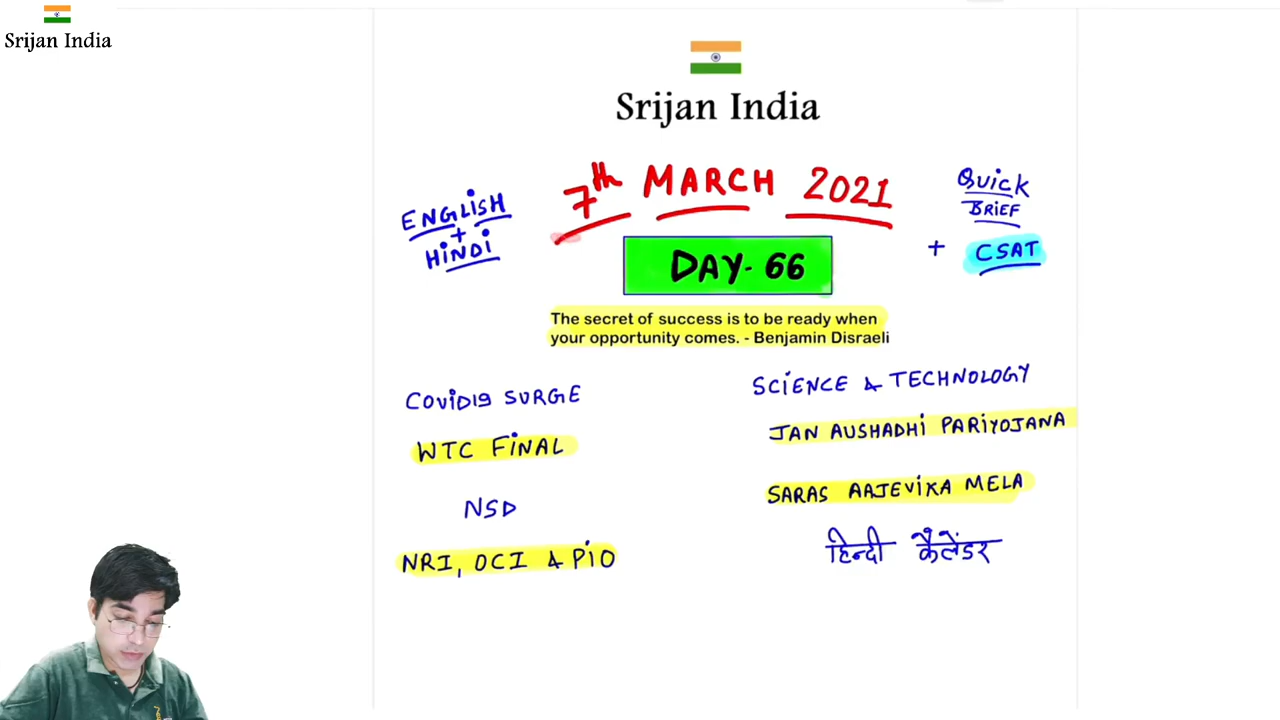 Srijan India
Srijan India
7th MARCH 2021
ENGLISH
+
HINDI
QUICK
BRIEF
+ CSAT
DAY- 66
The secret of success is to be ready when
your opportunity comes. - Benjamin Disraeli
COVID19 SURGE
WTC FINAL
NSD
NRI, OCI & PIO
SCIENCE & TECHNOLOGY
JAN AUSHADHI PARIYOJANA
SARAS AAJEVIKA MELA
हिन्दी कैलेंडर